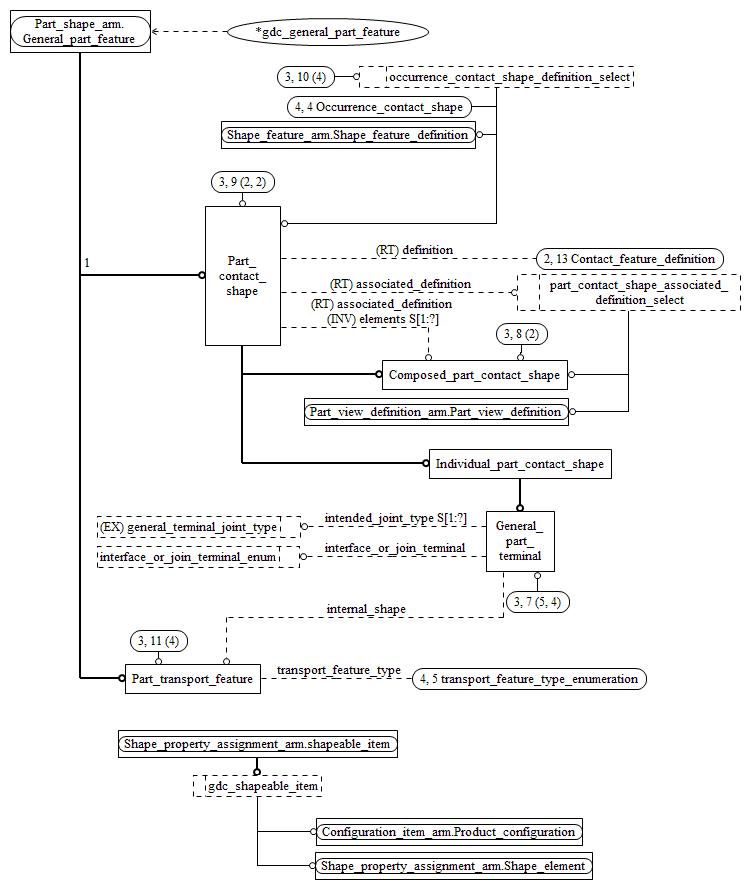 Part_shape_arm.
General_part_feature
*gdc_general_part_feature
3, 10 (4)
occurrence_contact_shape_definition_select
4, 4 Occurrence_contact_shape
Shape_feature_arm.Shape_feature_definition
3, 9 (2, 2)
1
Part_
contact_
shape
(RT) definition
2, 13 Contact_feature_definition
(RT) associated_definition
part_contact_shape_associated_
definition_select
(RT) associated_definition
(INV) elements S[1:?]
3, 8 (2)
Composed_part_contact_shape
Part_view_definition_arm.Part_view_definition
Individual_part_contact_shape
(EX) general_terminal_joint_type
intended_joint_type S[1:?]
General_
part_
terminal
interface_or_join_terminal_enum
interface_or_join_terminal
3, 7 (5, 4)
internal_shape
3, 11 (4)
Part_transport_feature
transport_feature_type
4, 5 transport_feature_type_enumeration
Shape_property_assignment_arm.shapeable_item
gdc_shapeable_item
Configuration_item_arm.Product_configuration
Shape_property_assignment_arm.Shape_element